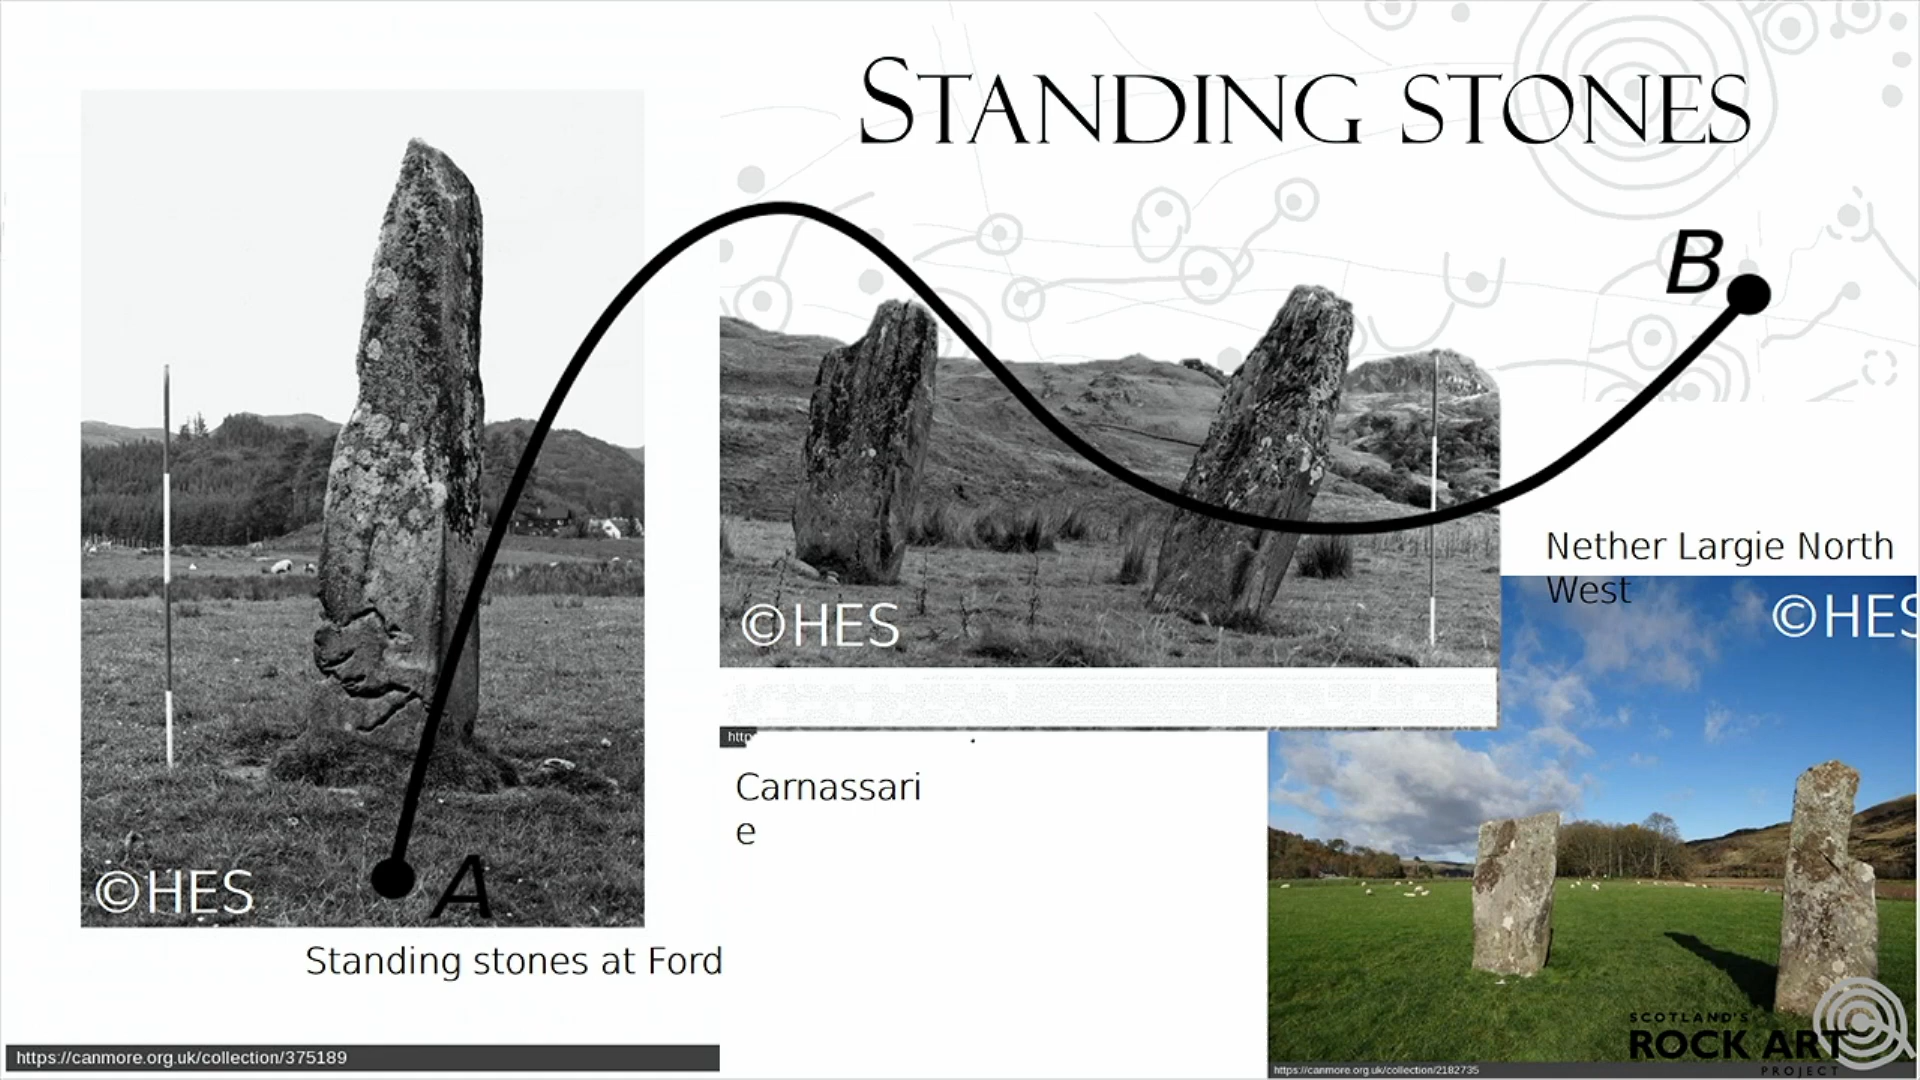 STANDING STONES
B
Nether Largie North
West
©HES
©HES
http
Carnassari
e
©HES
A
Standing stones at Ford
https://canmore.org.uk/collection/375189
SCOTLAND'S
ROCK ART
PROJECT
https://canmore.org.uk/collection/2182735